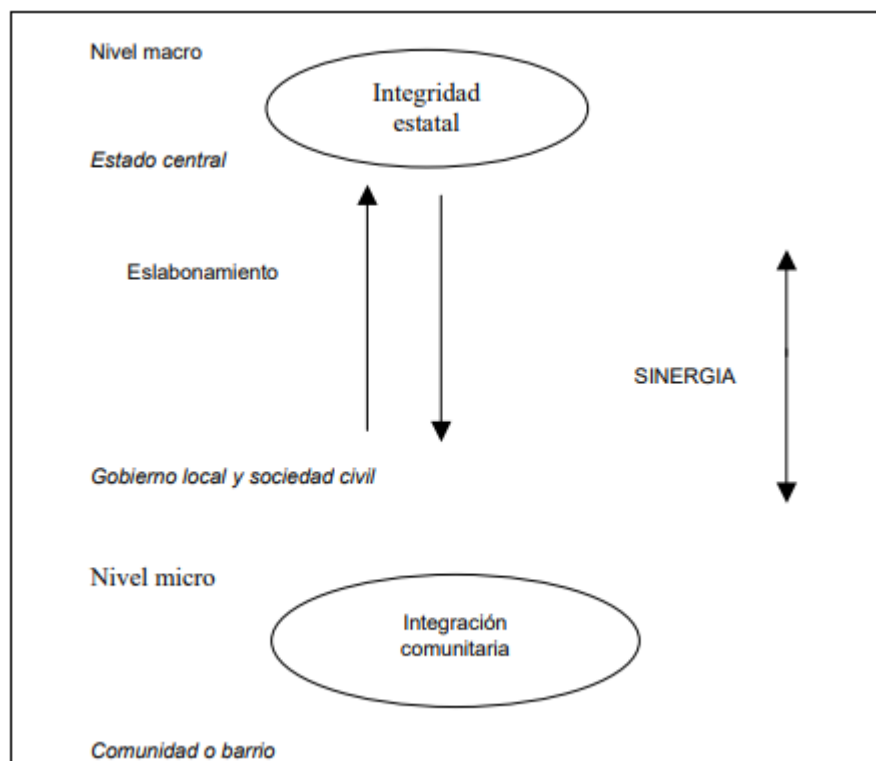 Nivel macro
Integridad
estatal
Estado central
Eslabonamiento
SINERGIA
Gobierno local y sociedad civil
Nivel micro
Integración
comunitaria
Comunidad o barrio